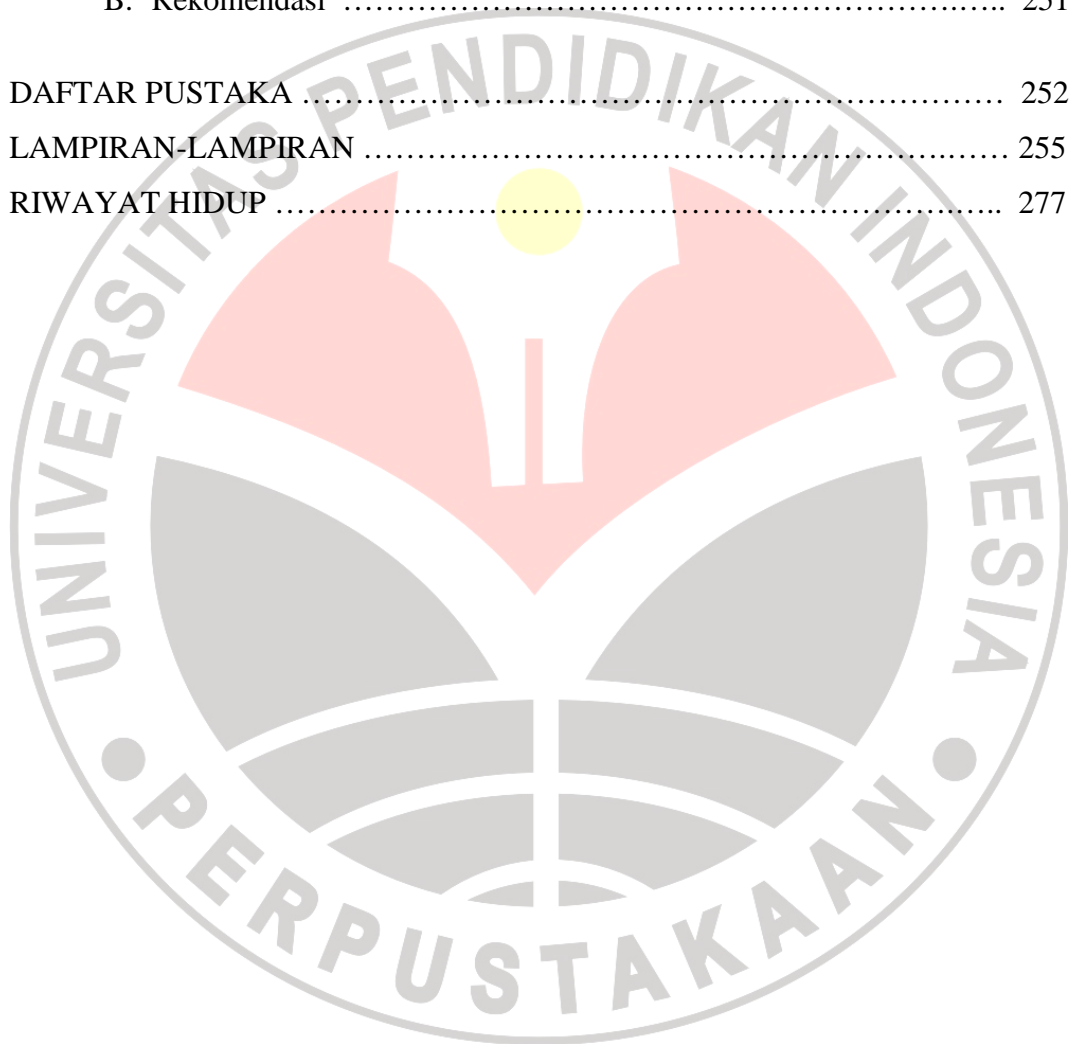 B. Rekomendasi ……………………………………………………….….. 251
DAFTAR PUSTAKA …………………………………………………………… 252
LAMPIRAN-LAMPIRAN ………………………………………………….…… 255
RIWAYAT HIDUP …………………………………………………………….….. 277
UNIVERSITAS PENDIDIKAN INDONESIA
PERPUSTAKAAN